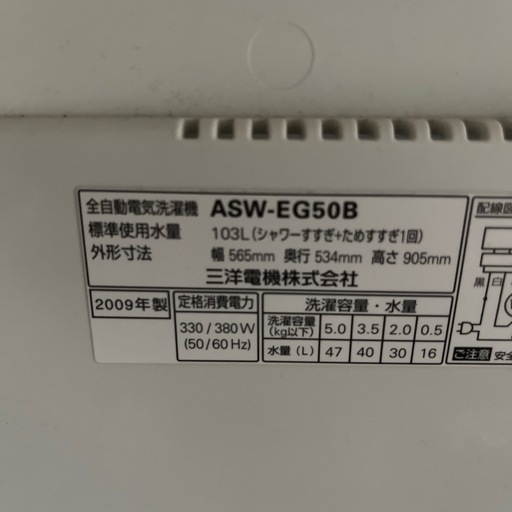 全自動電気洗濯機 ASW-EG50B
標準使用水量 103L(シャワーすすぎ+ためすすぎ1回)
外形寸法 幅 565mm 奥行 534mm 高さ 905mm
三洋電機株式会社
2009年製
定格消費電力
330/380W
(50/60Hz)
洗濯容量・水量
洗濯容量(kg以下) 5.0 3.5 2.0 0.5
水量(L) 47 40 30 16
配線図
黒 白
ご注意 安全